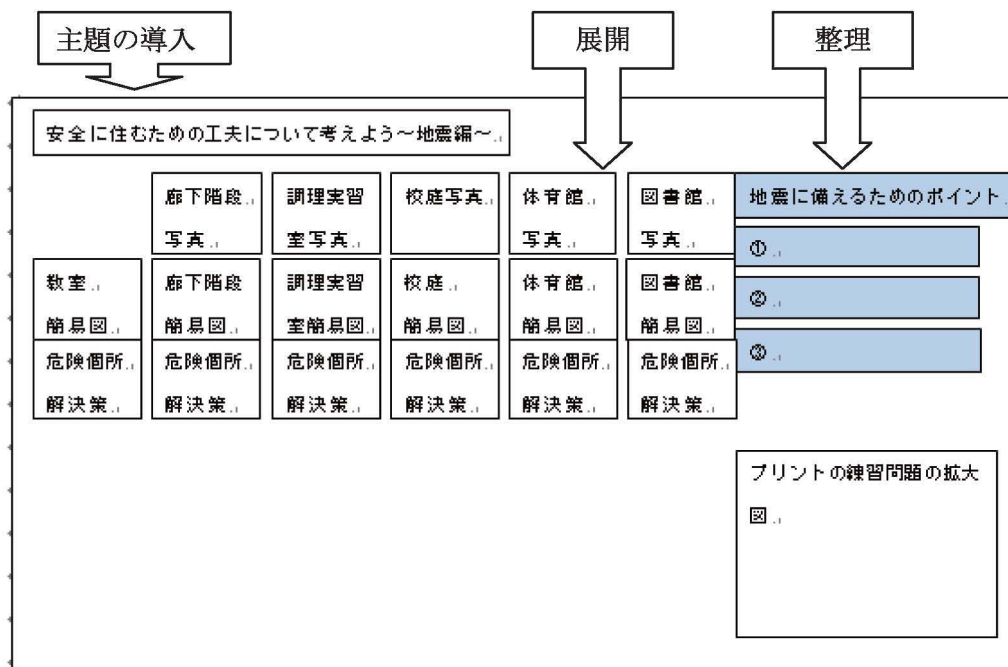 主題の導入
展開
整理
安全に住むための工夫について考えよう～地震編～
廊下階段
写真
調理実習
室写真
校庭写真
体育館
写真
図書館
写真
地震に備えるためのポイント
①
②
③
教室
簡易図
廊下階段
簡易図
調理実習
室簡易図
校庭
簡易図
体育館
簡易図
図書館
簡易図
危険個所
解決策
危険個所
解決策
危険個所
解決策
危険個所
解決策
危険個所
解決策
危険個所
解決策
プリントの練習問題の拡大
図